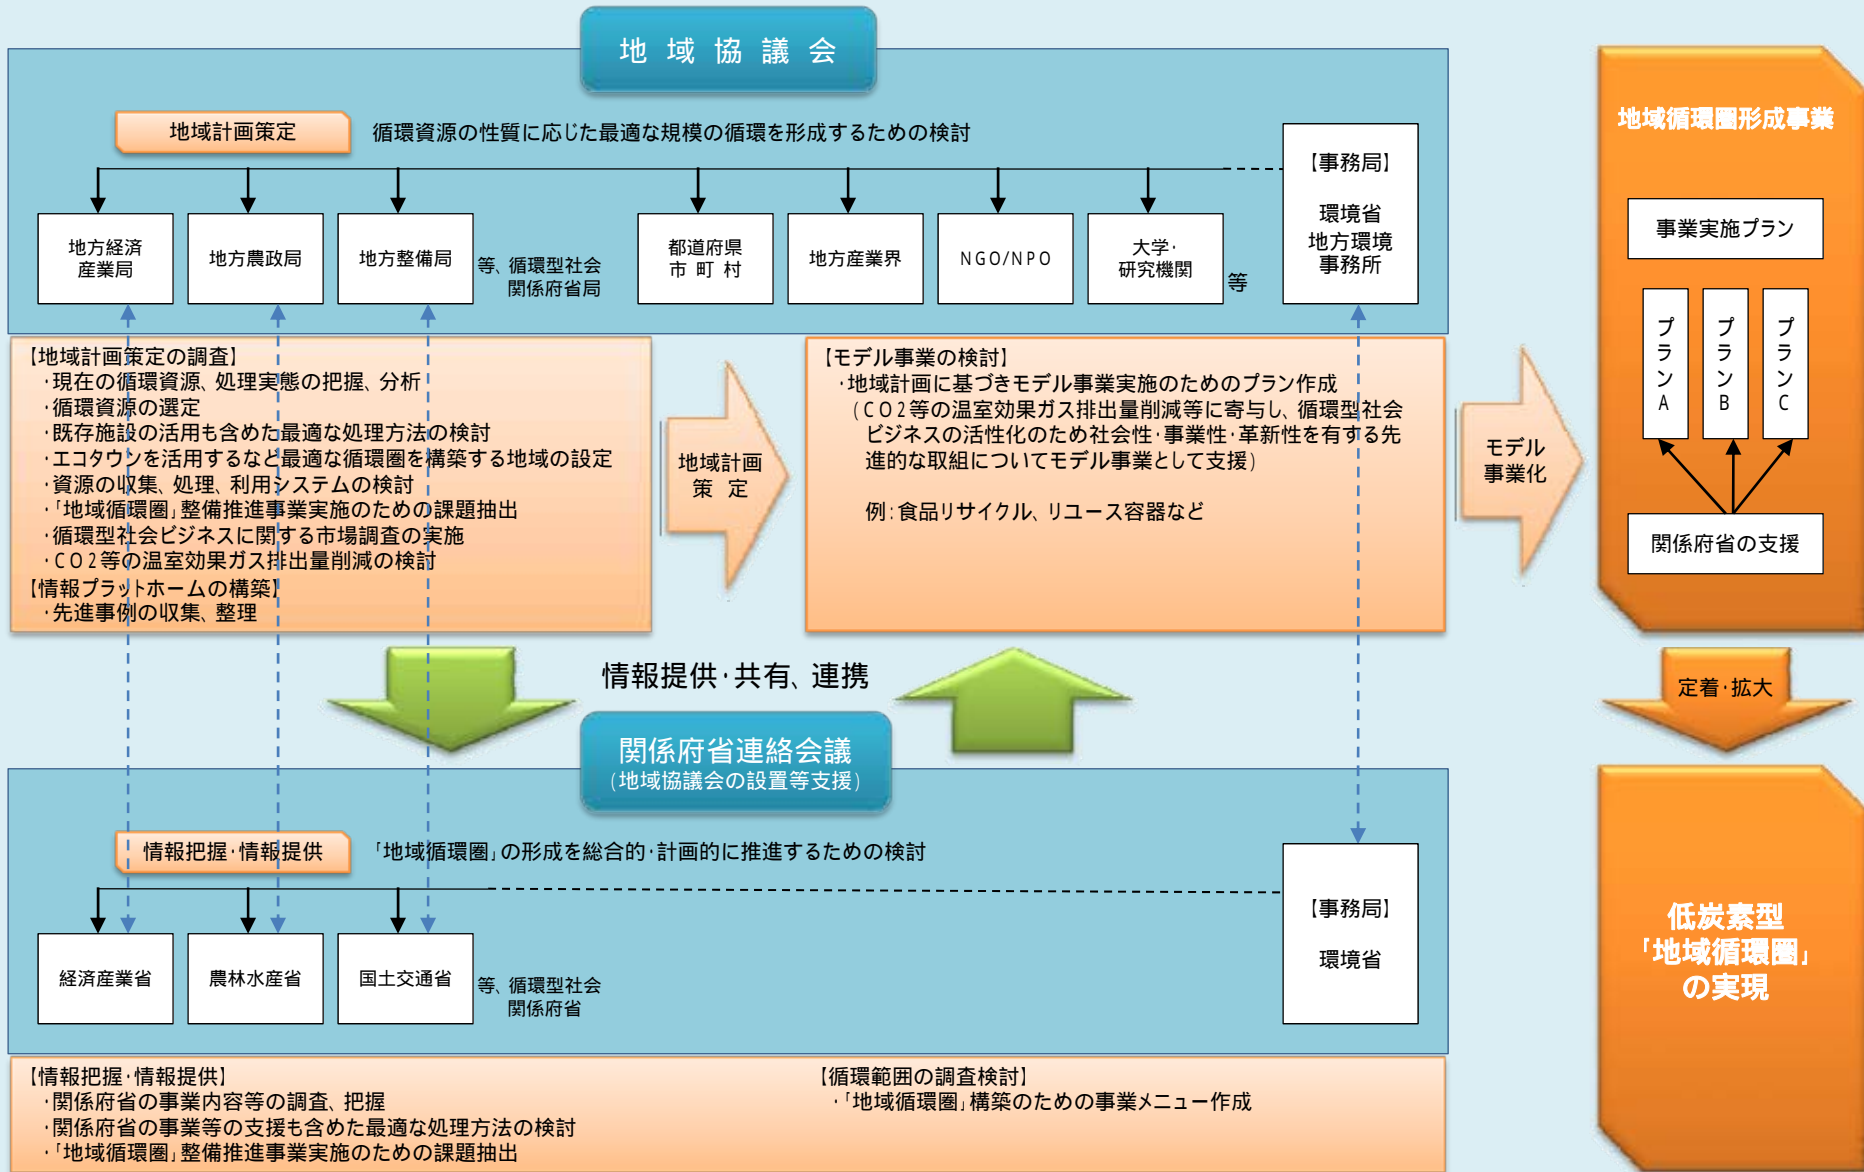 地域協議会
地域計画策定
循環資源の性質に応じた最適な規模の循環を形成するための検討
地方経済
産業局
地方農政局
地方整備局
等、循環型社会
関係府省局
都道府県
市町村
地方産業界
NGO/NPO
大学・
研究機関
等
【事務局】
環境省
地方環境
事務所
【地域計画策定の調査】
・現在の循環資源、処理実態の把握、分析
・循環資源の選定
・既存施設の活用も含めた最適な処理方法の検討
・エコタウンを活用するなど最適な循環圏を構築する地域の設定
・資源の収集、処理、利用システムの検討
・「地域循環圏」整備推進事業実施のための課題抽出
・循環型社会ビジネスに関する市場調査の実施
・CO2等の温室効果ガス排出量削減の検討
【情報プラットホームの構築】
・先進事例の収集、整理
地域計画
策定
【モデル事業の検討】
・地域計画に基づきモデル事業実施のためのプラン作成
(CO2等の温室効果ガス排出量削減等に寄与し、循環型社会
ビジネスの活性化のため社会性・事業性・革新性を有する先
進的な取組についてモデル事業として支援)
例:食品リサイクル、リユース容器など
モデル
事業化
地域循環圏形成事業
事業実施プラン
プランA
プランB
プランC
関係府省の支援
情報提供・共有、連携
定着・拡大
関係府省連絡会議
(地域協議会の設置等支援)
情報把握・情報提供
「地域循環圏」の形成を総合的・計画的に推進するための検討
経済産業省
農林水産省
国土交通省
等、循環型社会
関係府省
【事務局】
環境省
低炭素型
「地域循環圏」
の実現
【情報把握・情報提供】
・関係府省の事業内容等の調査、把握
・関係府省の事業等の支援も含めた最適な処理方法の検討
・「地域循環圏」整備推進事業実施のための課題抽出
【循環範囲の調査検討】
・「地域循環圏」構築のための事業メニュー作成